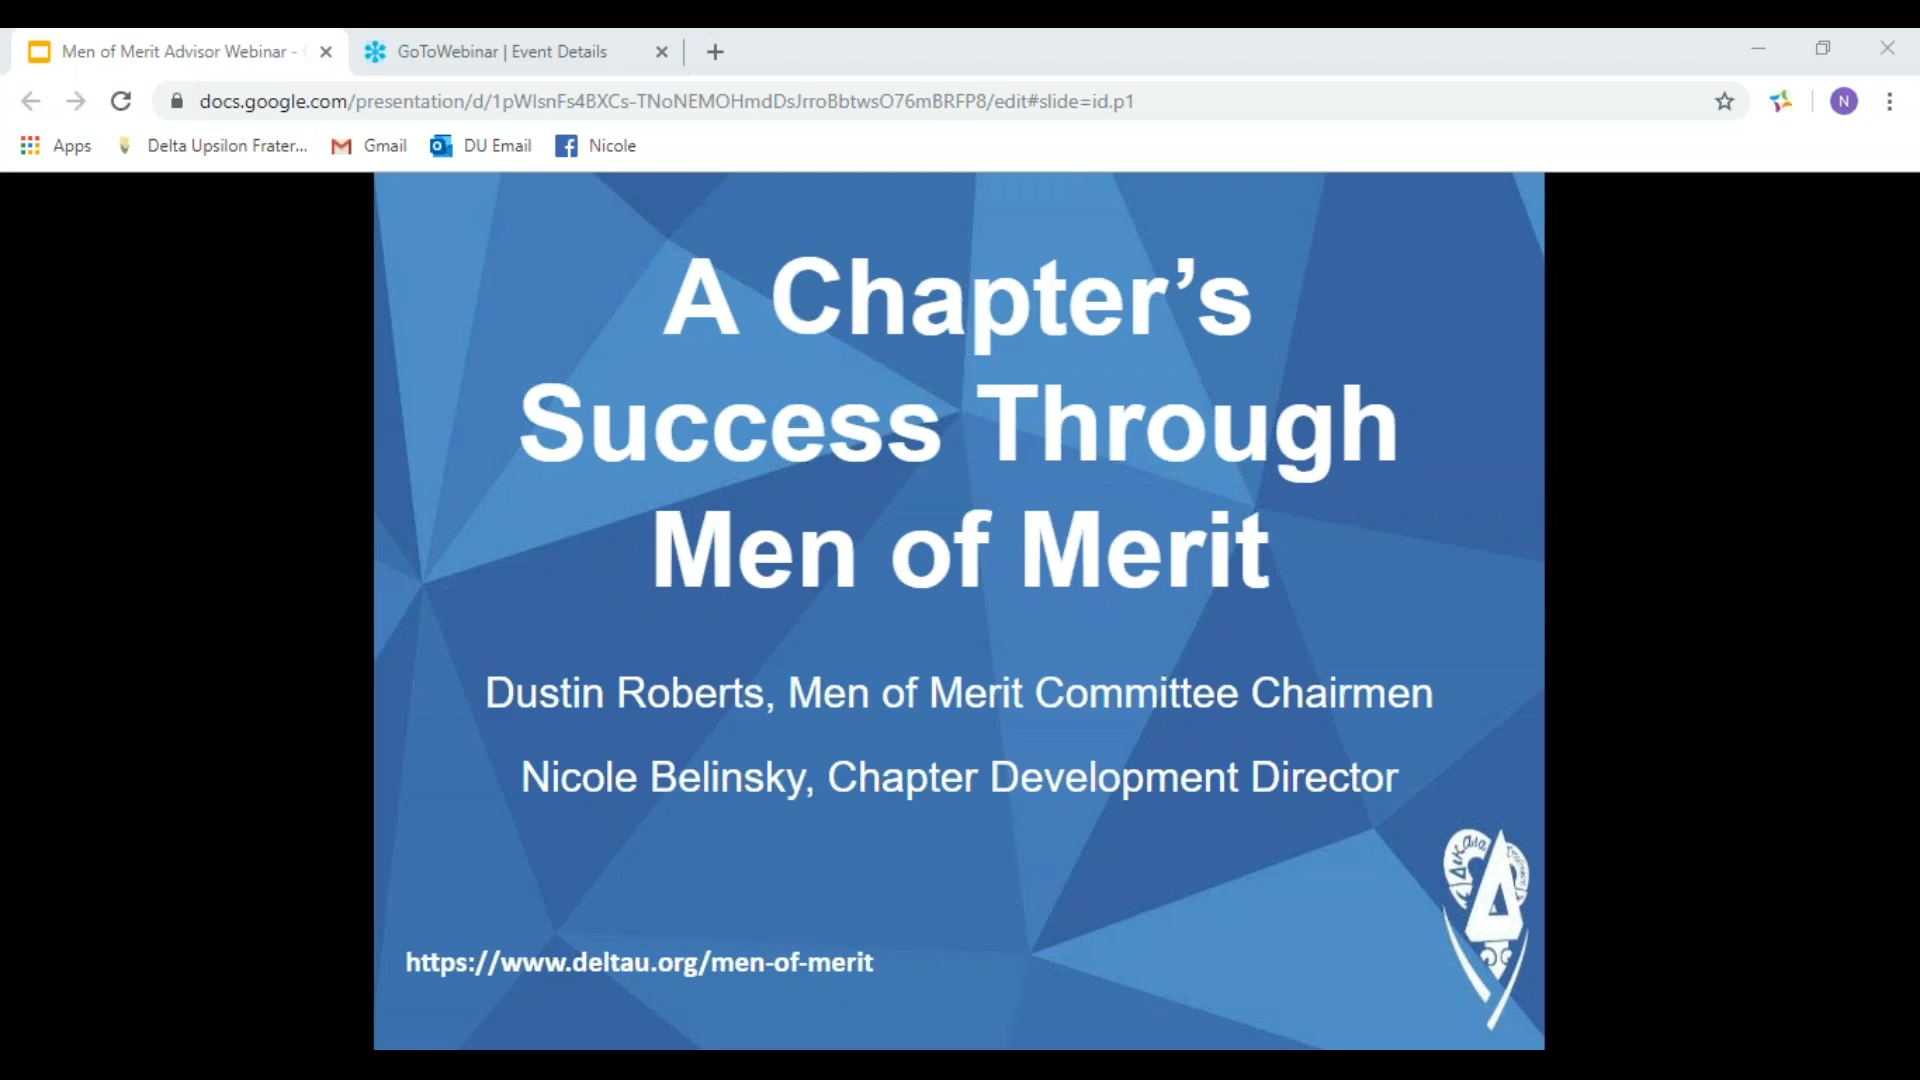 Men of Merit Advisor Webinar -
GoToWebinar | Event Details
docs.google.com/presentation/d/1pWlsnFs4BXCs-TNoNEMOHmdDsJrroBbtwsO76mBRFP8/edit#slide=id.p1
N
Apps
Delta Upsilon Frater...
Gmail
DU Email
Nicole
A Chapter’s
Success Through
Men of Merit
Dustin Roberts, Men of Merit Committee Chairmen
Nicole Belinsky, Chapter Development Director
https://www.deltau.org/men-of-merit
Δικαία